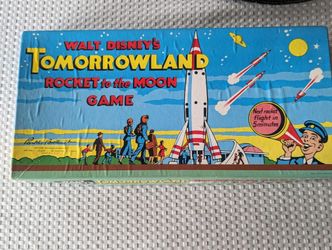 WALT DISNEY'S
TOMORROWLAND
ROCKET to the MOON
GAME
Next rocket
flight in
5 minutes